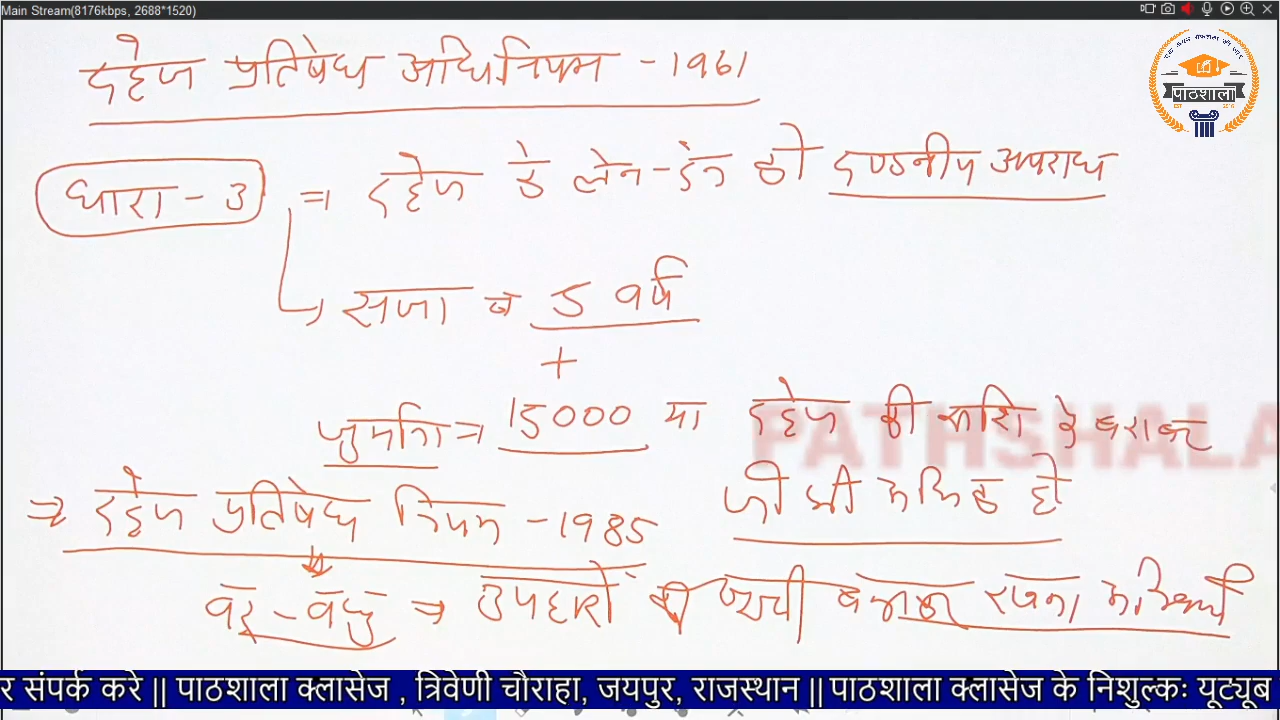 Main Stream(8176kbps, 2688*1520)
दहेज प्रतिषेध अधिनियम - 1961
पाठशाला
धारा - 3 ⇒ दहेज के लेन-देन को दण्डनीय अपराध
→ सजा व 5 वर्ष
+
जुर्माना ⇒ 15000 या दहेज की राशि के बराबर
PATHSHALA
जो भी अधिक हो
⇒ दहेज प्रतिषेध नियम - 1985
वर - वधु ⇒ उपहारों की सूची बनाकर रखना अनिवार्य
र संपर्क करे || पाठशाला क्लासेज , त्रिवेणी चौराहा, जयपुर, राजस्थान || पाठशाला क्लासेज के निशुल्कः यूट्यूब